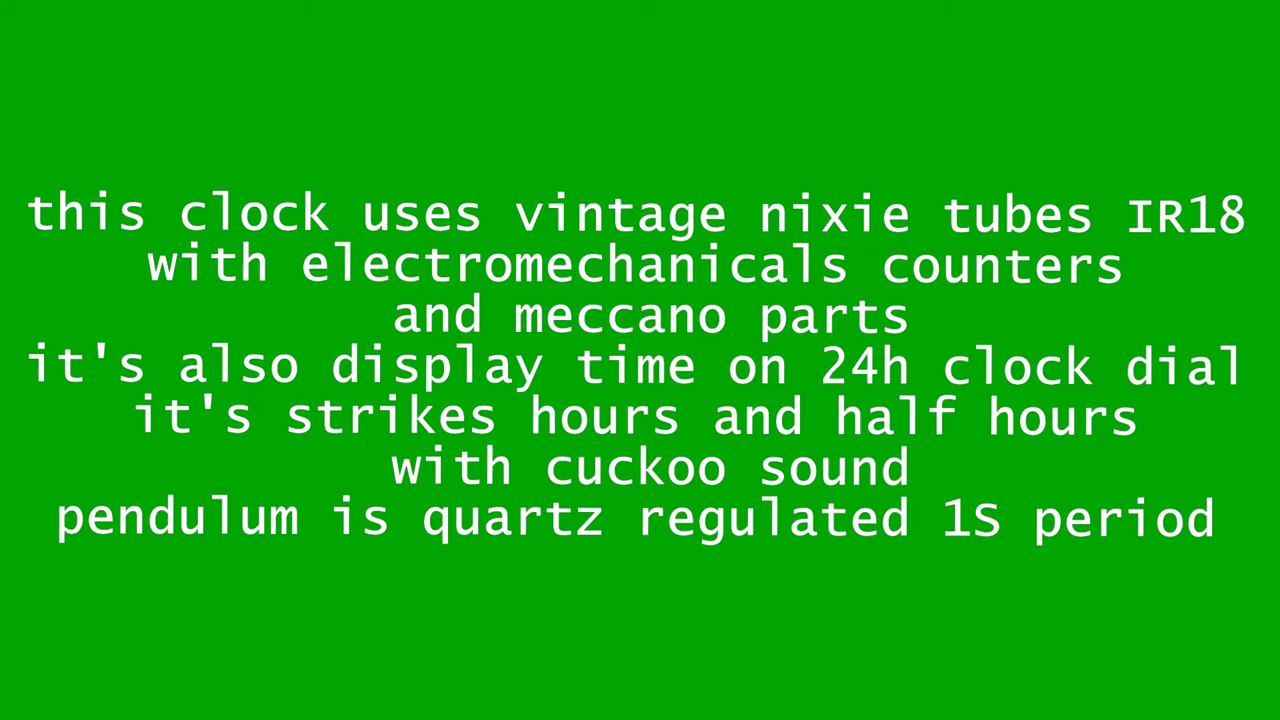 this clock uses vintage nixie tubes IR18
with electromechanicals counters
and meccano parts
it's also display time on 24h clock dial
it's strikes hours and half hours
with cuckoo sound
pendulum is quartz regulated 1S period